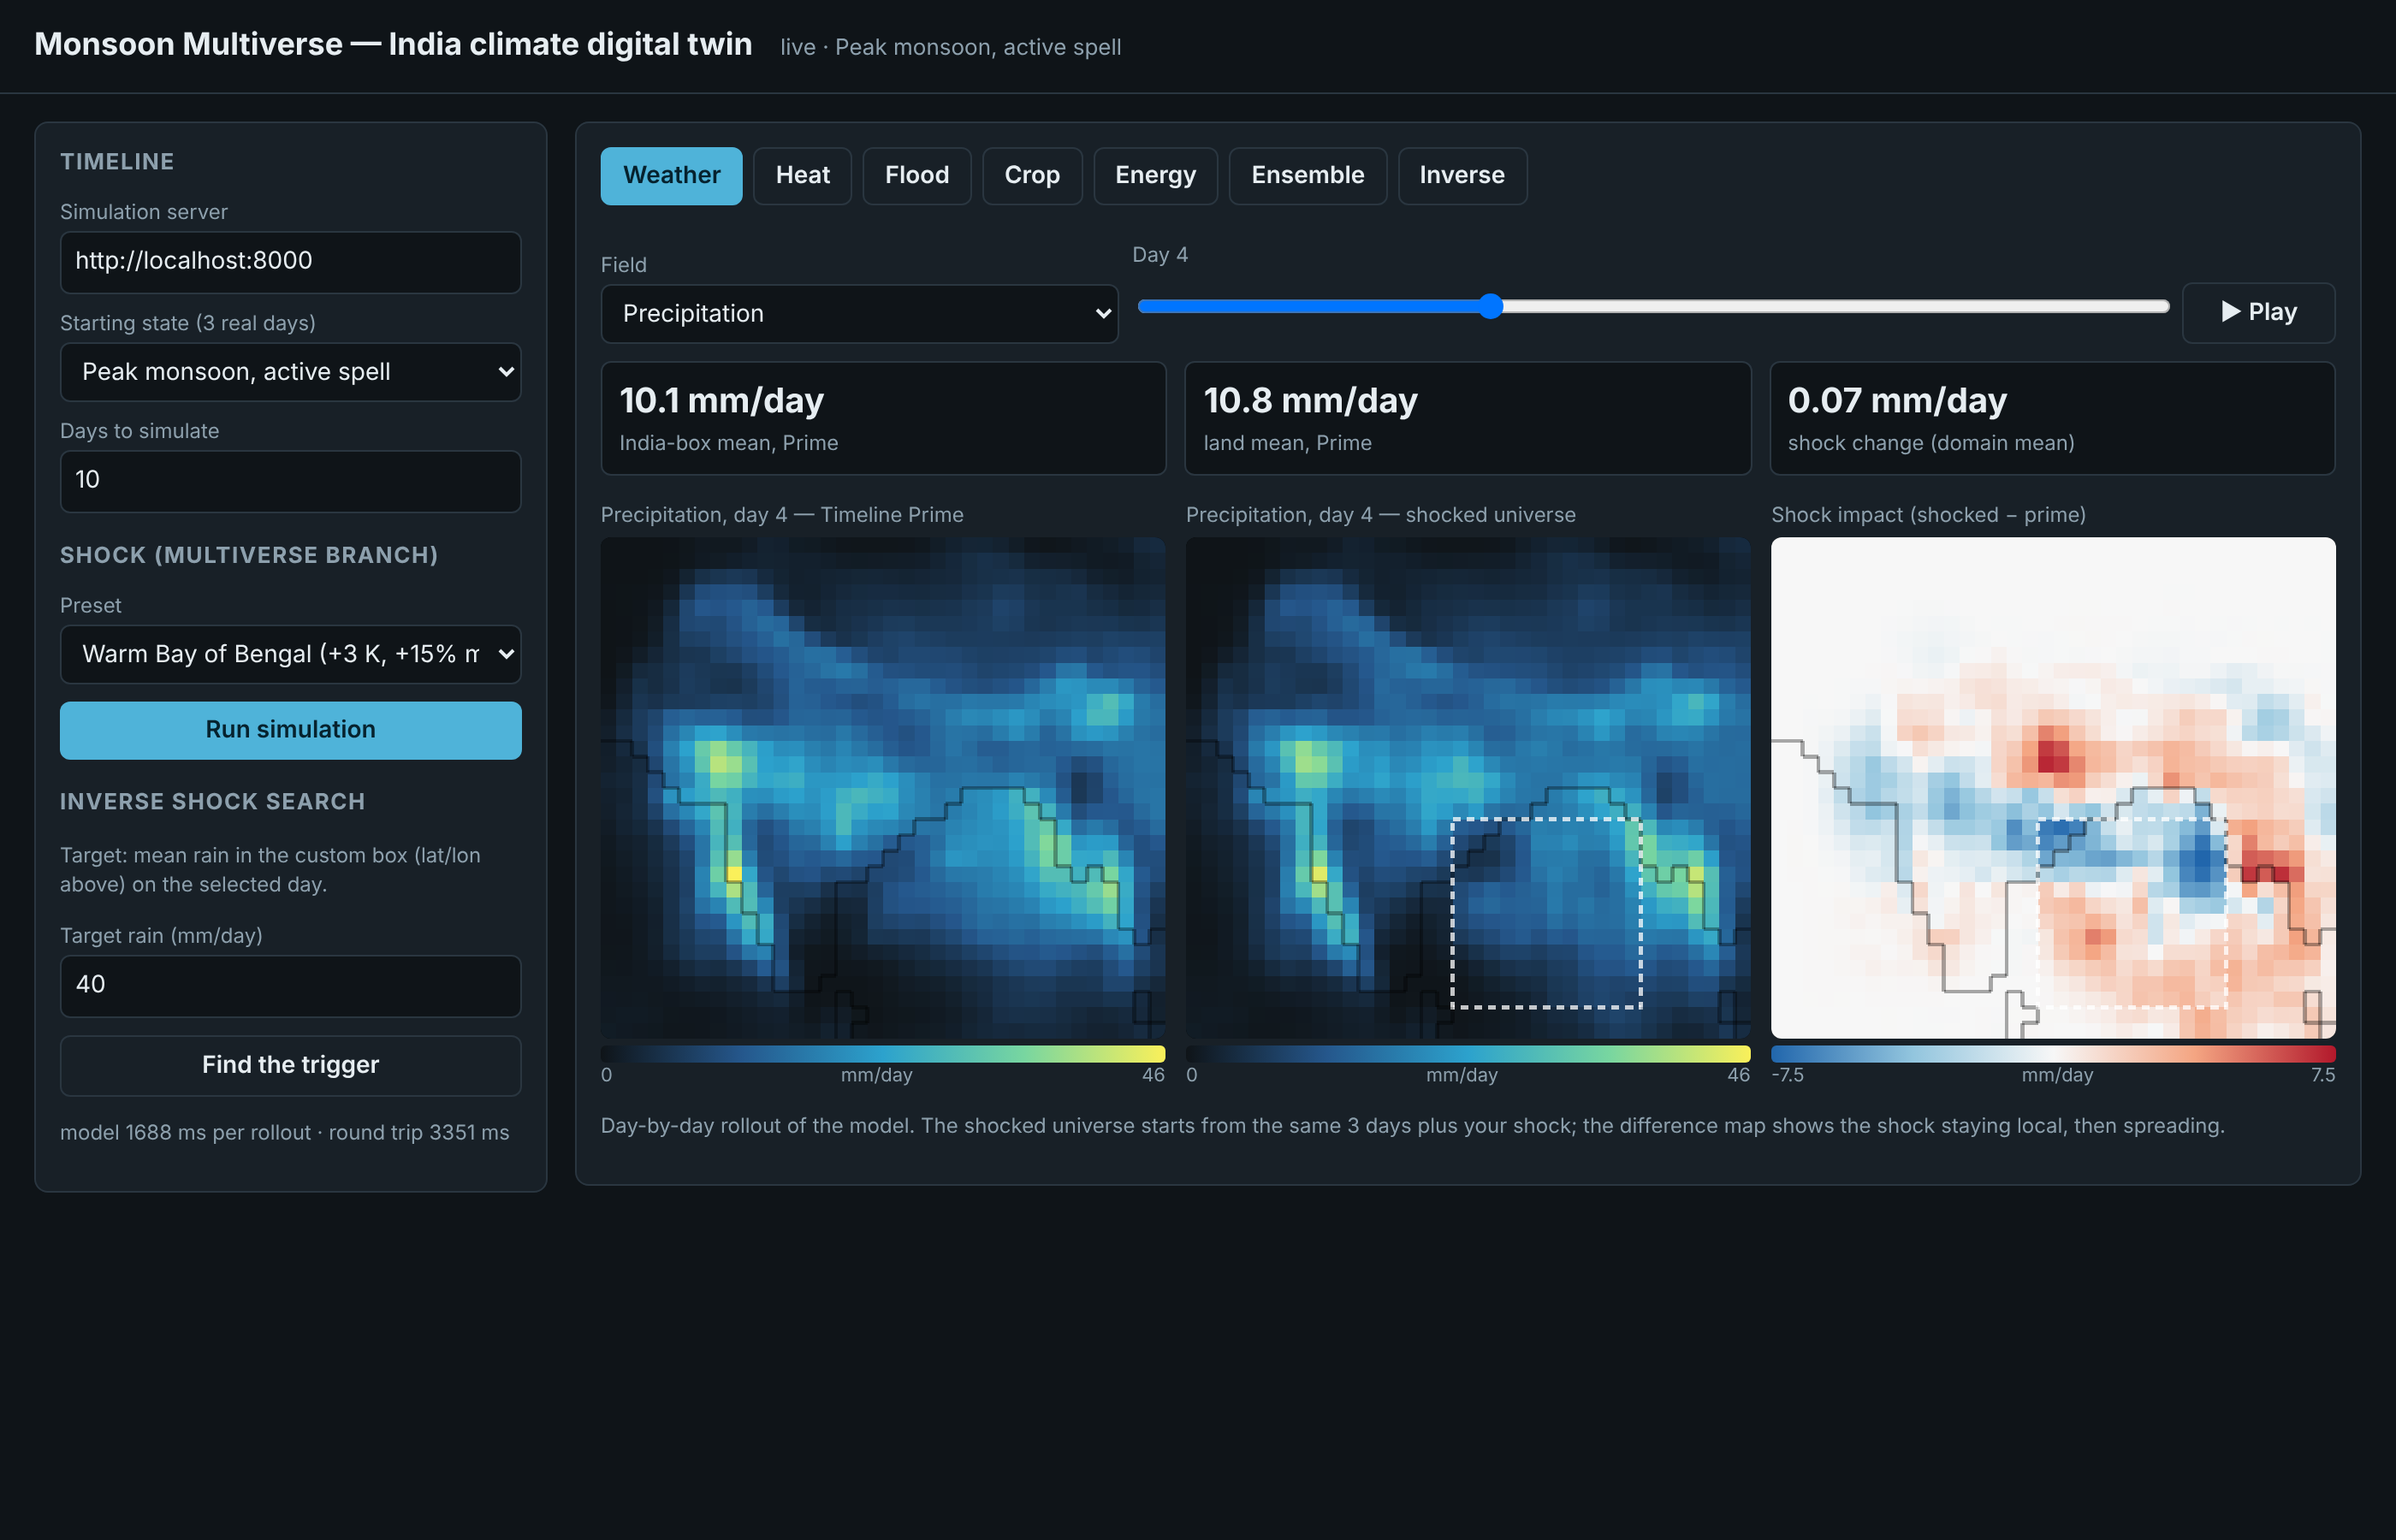 Monsoon Multiverse — India climate digital twin
live · Peak monsoon, active spell
TIMELINE
Simulation server
http://localhost:8000
Starting state (3 real days)
Peak monsoon, active spell
Days to simulate
10
SHOCK (MULTIVERSE BRANCH)
Preset
Warm Bay of Bengal (+3 K, +15% m
Run simulation
INVERSE SHOCK SEARCH
Target: mean rain in the custom box (lat/lon
above) on the selected day.
Target rain (mm/day)
40
Find the trigger
model 1688 ms per rollout · round trip 3351 ms
Weather
Heat
Flood
Crop
Energy
Ensemble
Inverse
Field
Precipitation
Day 4
▶ Play
10.1 mm/day
India-box mean, Prime
10.8 mm/day
land mean, Prime
0.07 mm/day
shock change (domain mean)
Precipitation, day 4 — Timeline Prime
0 mm/day 46
Precipitation, day 4 — shocked universe
0 mm/day 46
Shock impact (shocked − prime)
-7.5 mm/day 7.5
Day-by-day rollout of the model. The shocked universe starts from the same 3 days plus your shock; the difference map shows the shock staying local, then spreading.